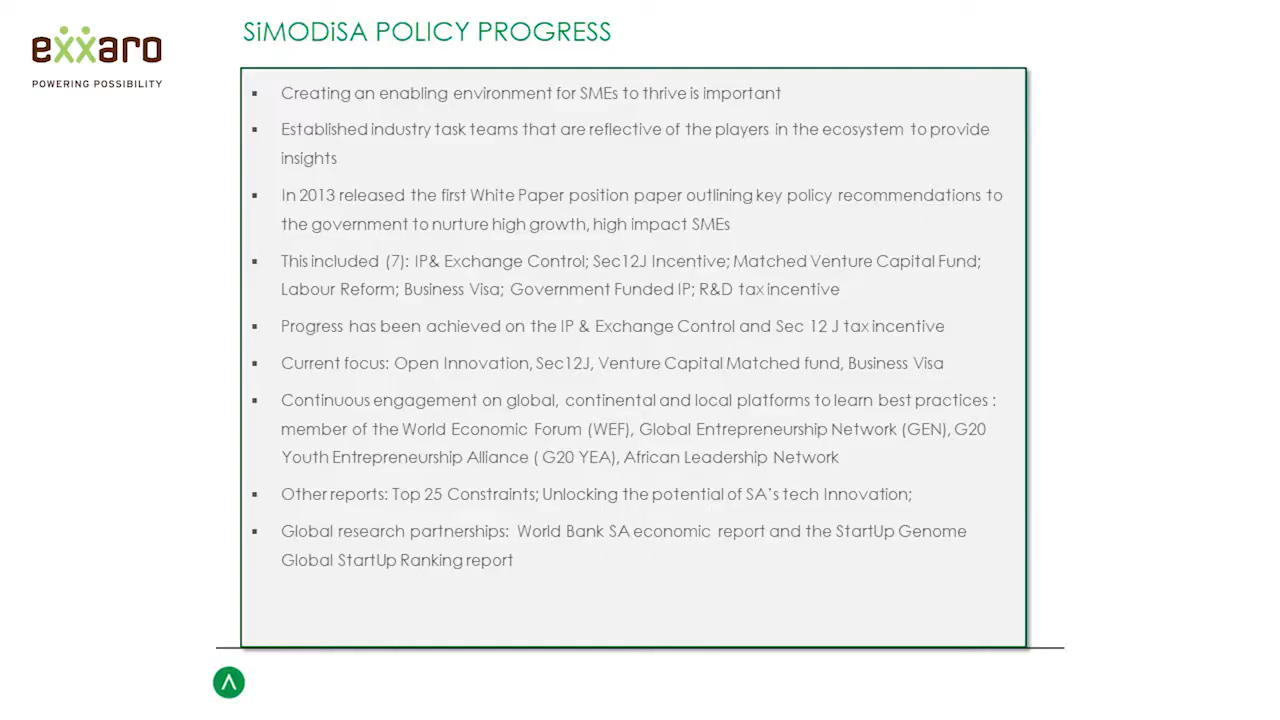 exxaro
POWERING POSSIBILITY
SiMODiSA POLICY PROGRESS
▪ Creating an enabling environment for SMEs to thrive is important
▪ Established industry task teams that are reflective of the players in the ecosystem to provide
insights
▪ In 2013 released the first White Paper position paper outlining key policy recommendations to
the government to nurture high growth, high impact SMEs
▪ This included (7): IP& Exchange Control; Sec12J Incentive; Matched Venture Capital Fund;
Labour Reform; Business Visa; Government Funded IP; R&D tax incentive
▪ Progress has been achieved on the IP & Exchange Control and Sec 12 J tax incentive
▪ Current focus: Open Innovation, Sec12J, Venture Capital Matched fund, Business Visa
▪ Continuous engagement on global, continental and local platforms to learn best practices :
member of the World Economic Forum (WEF), Global Entrepreneurship Network (GEN), G20
Youth Entrepreneurship Alliance ( G20 YEA), African Leadership Network
▪ Other reports: Top 25 Constraints; Unlocking the potential of SA's tech Innovation;
▪ Global research partnerships: World Bank SA economic report and the StartUp Genome
Global StartUp Ranking report